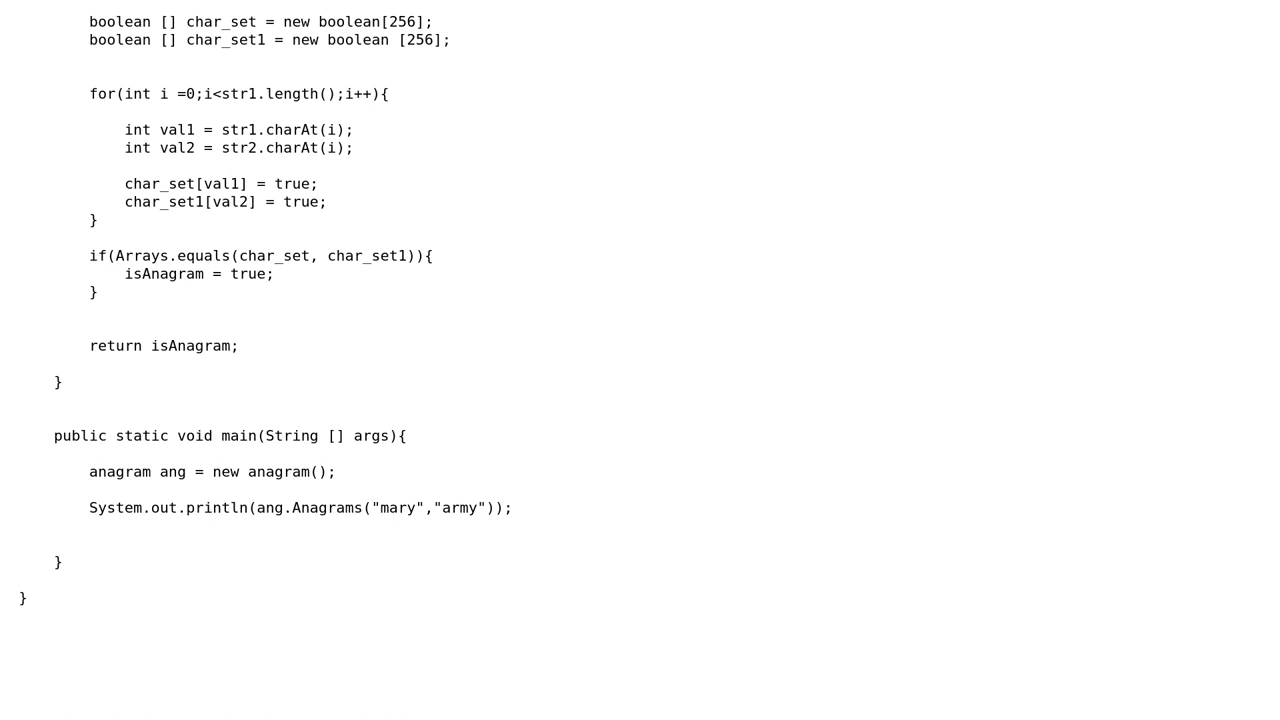 boolean [] char_set = new boolean[256];
boolean [] char_set1 = new boolean [256];
for(int i =0;i<str1.length();i++){
int val1 = str1.charAt(i);
int val2 = str2.charAt(i);
char_set[val1] = true;
char_set1[val2] = true;
}
if(Arrays.equals(char_set, char_set1)){
isAnagram = true;
}
return isAnagram;
}
public static void main(String [] args){
anagram ang = new anagram();
System.out.println(ang.Anagrams("mary","army"));
}
}